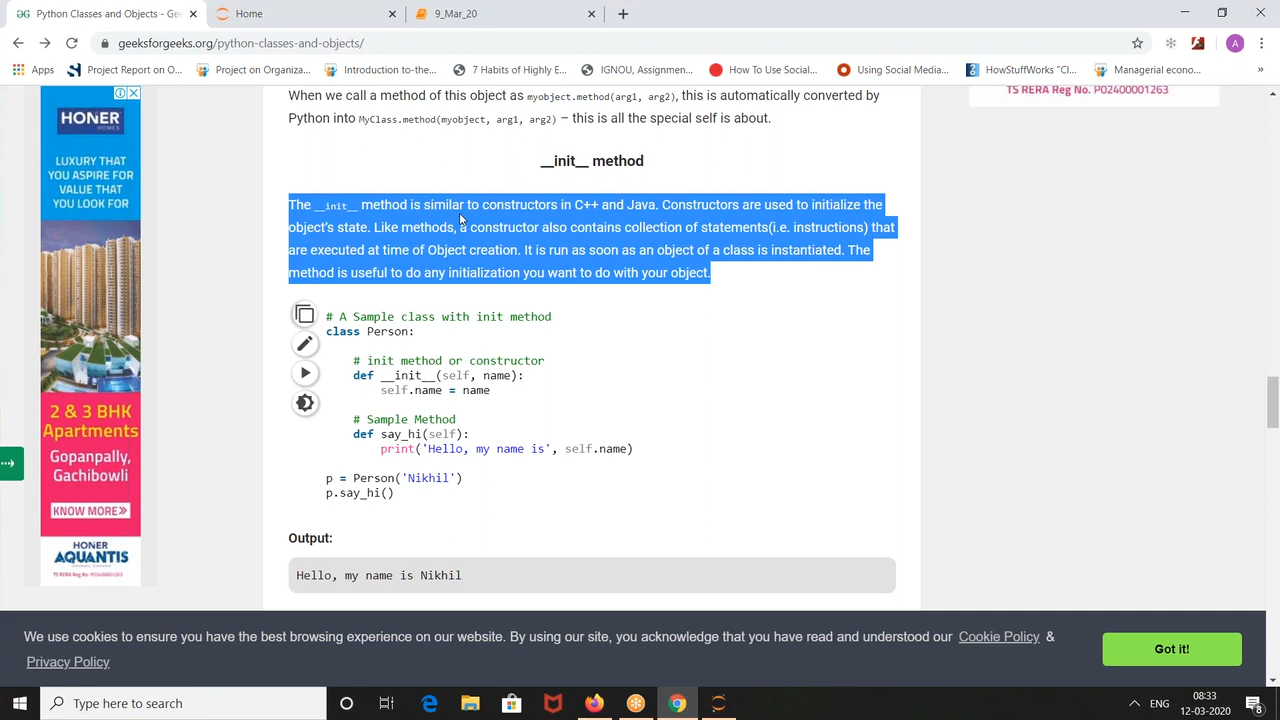 Python Classes and Objects - Ge
Home
9_Mar_20
geeksforgeeks.org/python-classes-and-objects/
A
Apps
Project Report on O...
Project on Organiza...
Introduction to-the...
7 Habits of Highly E...
IGNOU, Assignmen...
How To Use Social...
Using Social Media...
HowStuffWorks "Cl...
Managerial econo...
»
When we call a method of this object as myobject.method(arg1, arg2), this is automatically converted by
Python into MyClass.method(myobject, arg1, arg2) – this is all the special self is about.
__init__ method
The __init__ method is similar to constructors in C++ and Java. Constructors are used to initialize the
object's state. Like methods, a constructor also contains collection of statements(i.e. instructions) that
are executed at time of Object creation. It is run as soon as an object of a class is instantiated. The
method is useful to do any initialization you want to do with your object.
# A Sample class with init method
class Person:
# init method or constructor
def __init__(self, name):
self.name = name
# Sample Method
def say_hi(self):
print('Hello, my name is', self.name)
p = Person('Nikhil')
p.say_hi()
Output:
Hello, my name is Nikhil
HONER
HOMES
LUXURY THAT
YOU ASPIRE FOR
VALUE THAT
YOU LOOK FOR
2 & 3 BHK
Apartments
Gopanpally,
Gachibowli
KNOW MORE»
HONER
AQUANTIS
TS RERA Reg No. P02400001263
TS RERA Reg No. P02400001263
We use cookies to ensure you have the best browsing experience on our website. By using our site, you acknowledge that you have read and understood our Cookie Policy &
Privacy Policy
Got it!
Type here to search
ENG
08:33
12-03-2020
8